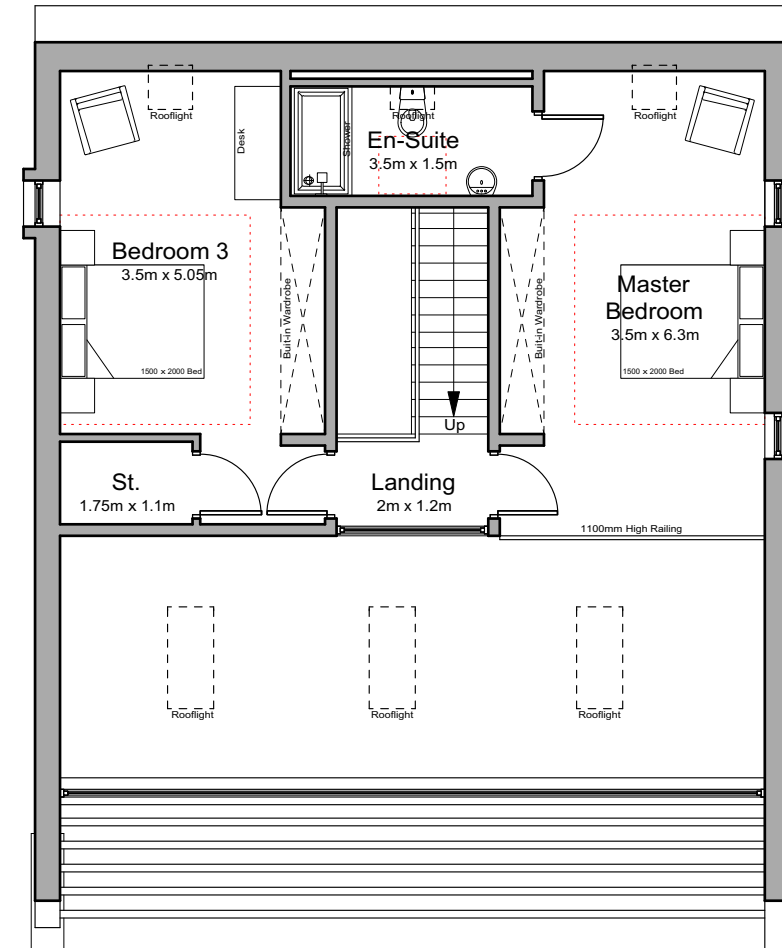 Rooflight
Rooflight
Rooflight
Desk
Shower
En-Suite
3.5m x 1.5m
Bedroom 3
3.5m x 5.05m
Buit-in Wardrobe
Buit-in Wardrobe
Master
Bedroom
3.5m x 6.3m
1500 x 2000 Bed
1500 x 2000 Bed
Up
St.
1.75m x 1.1m
Landing
2m x 1.2m
1100mm High Railing
Rooflight
Rooflight
Rooflight